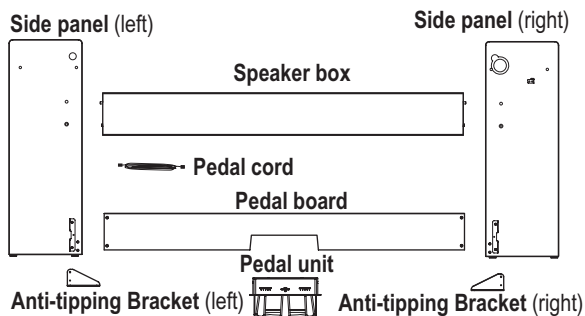 Side panel (left)
Side panel (right)
Speaker box
Pedal cord
Pedal board
Pedal unit
Anti-tipping Bracket (left)
Anti-tipping Bracket (right)